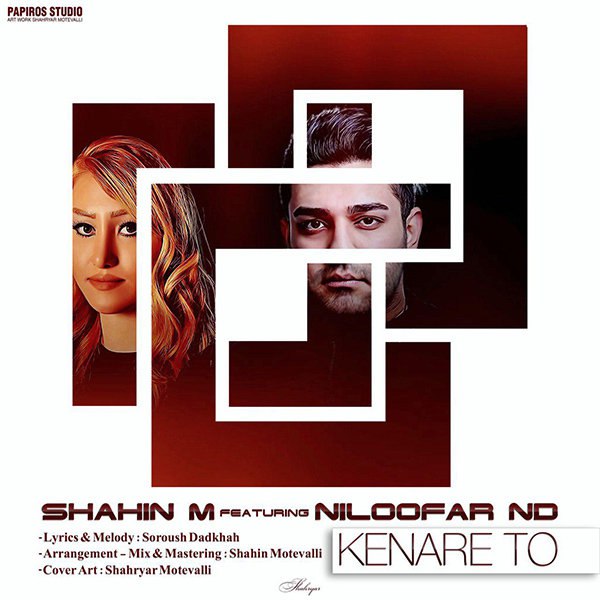 PAPIROS STUDIO
ART WORK SHAHRYAR MOTEVALLI
SHAHIN M FEATURING NILOOFAR ND
-Lyrics & Melody : Soroush Dadkhah
-Arrangement – Mix & Mastering : Shahin Motevalli
-Cover Art : Shahryar Motevalli
KENARE TO
Shahryar